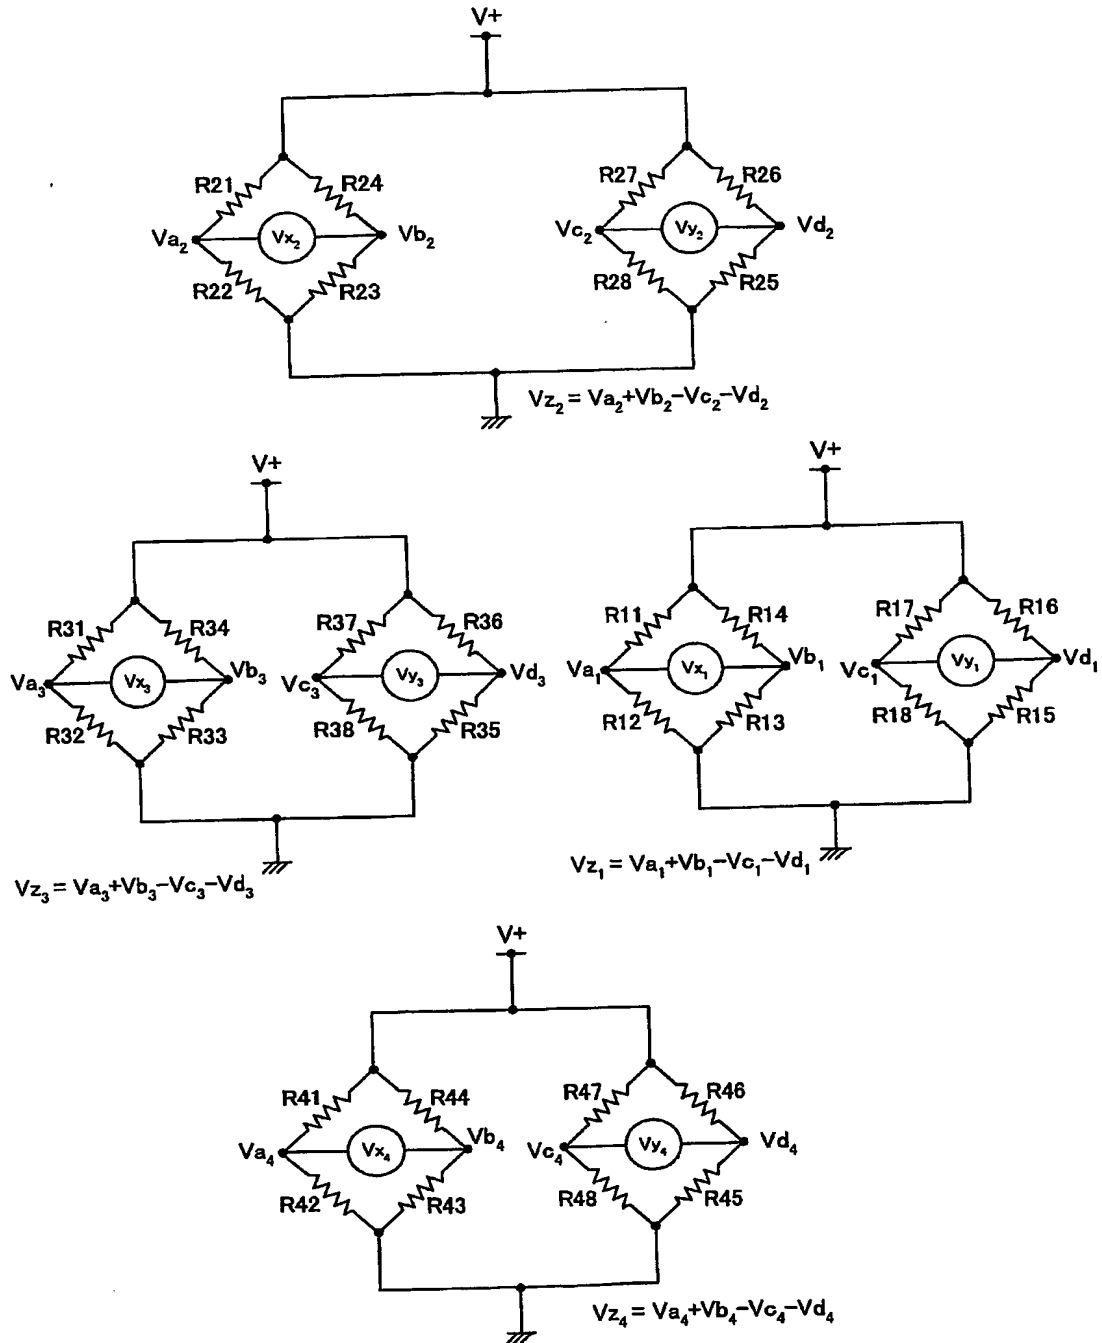 V+
R21 R24 R27 R26
Va₂ Vx₂ Vb₂ Vc₂ Vy₂ Vd₂
R22 R23 R28 R25
Vz₂ = Va₂+Vb₂-Vc₂-Vd₂
V+ V+
R31 R34 R37 R36 R11 R14 R17 R16
Va₃ Vx₃ Vb₃ Vc₃ Vy₃ Vd₃ Va₁ Vx₁ Vb₁ Vc₁ Vy₁ Vd₁
R32 R33 R38 R35 R12 R13 R18 R15
Vz₃ = Va₃+Vb₃-Vc₃-Vd₃ Vz₁ = Va₁+Vb₁-Vc₁-Vd₁
V+
R41 R44 R47 R46
Va₄ Vx₄ Vb₄ Vc₄ Vy₄ Vd₄
R42 R43 R48 R45
Vz₄ = Va₄+Vb₄-Vc₄-Vd₄